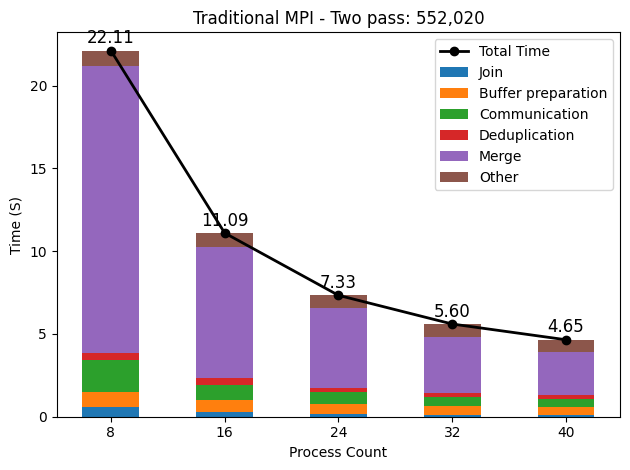 Traditional MPI - Two pass: 552,020
22.11
11.09
7.33
5.60
4.65
Total Time
Join
Buffer preparation
Communication
Deduplication
Merge
Other
Time (S)
20
15
10
5
0
8 16 24 32 40
Process Count